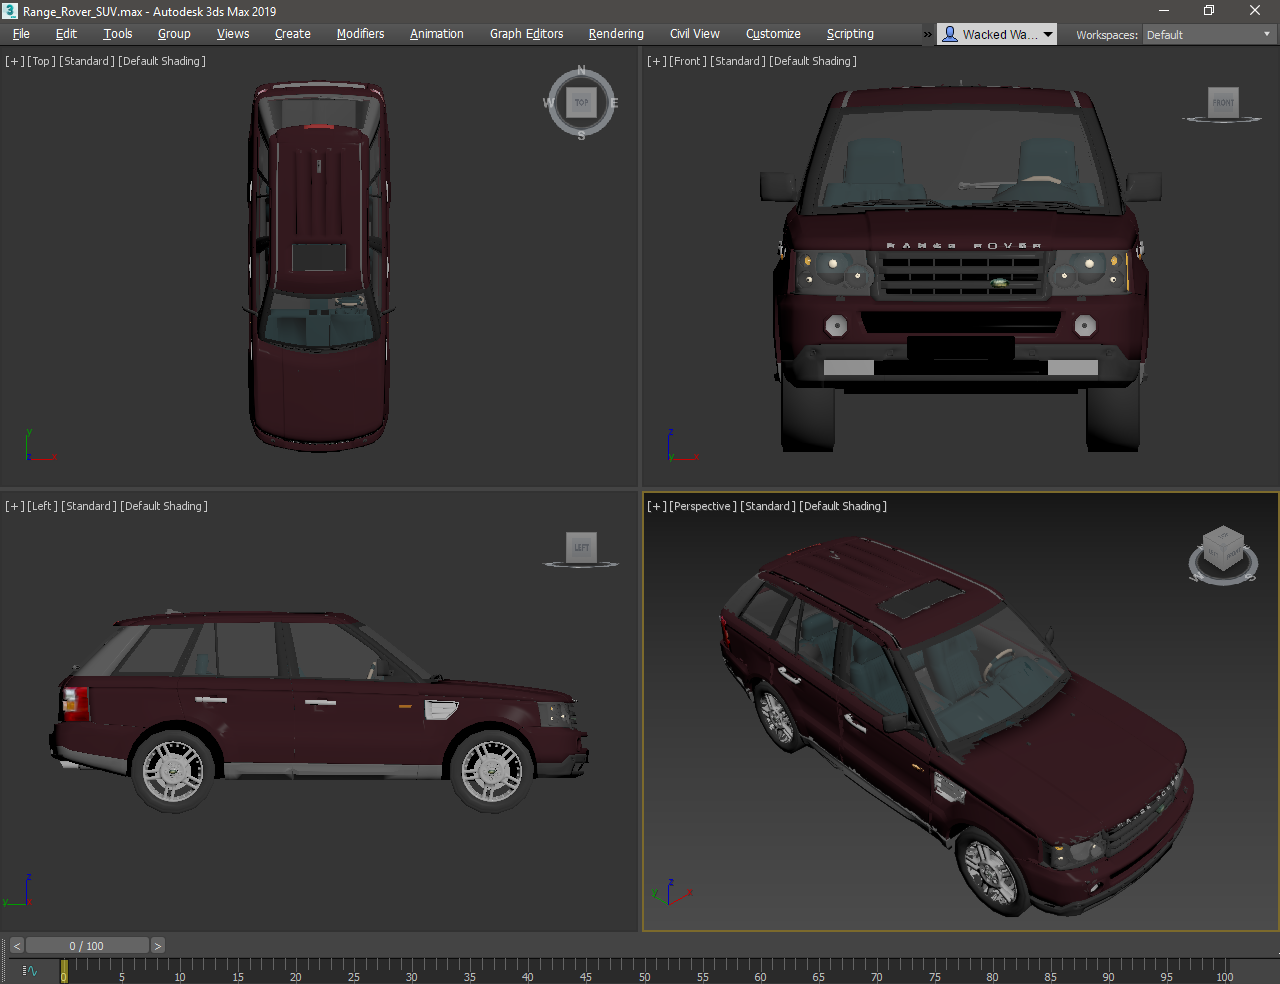 Range_Rover_SUV.max - Autodesk 3ds Max 2019
File Edit Tools Group Views Create Modifiers Animation Graph Editors Rendering Civil View Customize Scripting » Wacked Wa... Workspaces: Default
[+] [Top] [Standard] [Default Shading]
[+] [Front] [Standard] [Default Shading]
N
W TOP E
S
FRONT
RANGE ROVER
y
z x
z
y x
[+] [Left] [Standard] [Default Shading]
[+] [Perspective] [Standard] [Default Shading]
LEFT
W S
RANGE ROVER
z
y x
z
y x
< 0 / 100 >
0 5 10 15 20 25 30 35 40 45 50 55 60 65 70 75 80 85 90 95 100